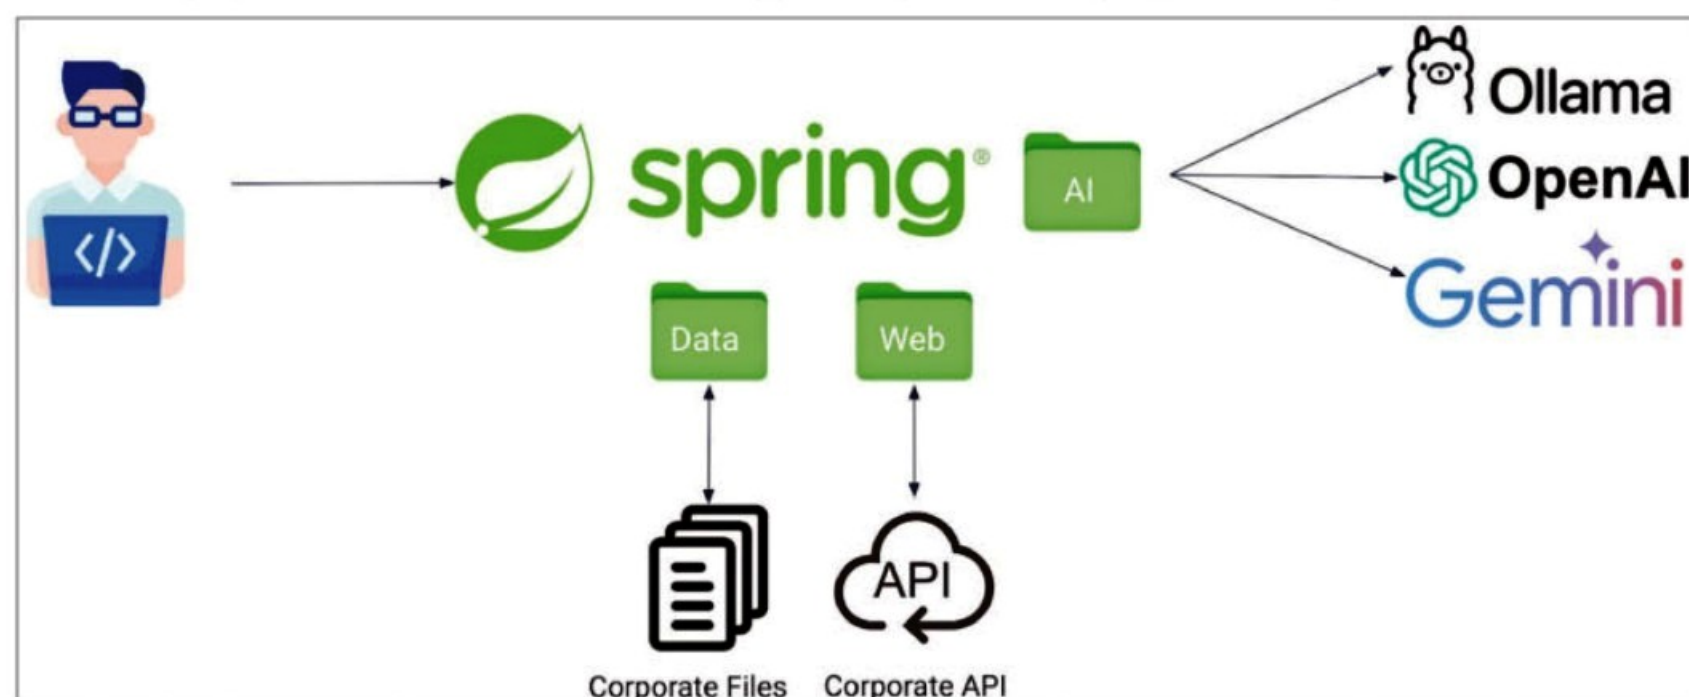 </>
spring®
AI
Ollama
OpenAI
Gemini
Data
Web
API
Corporate Files
Corporate API